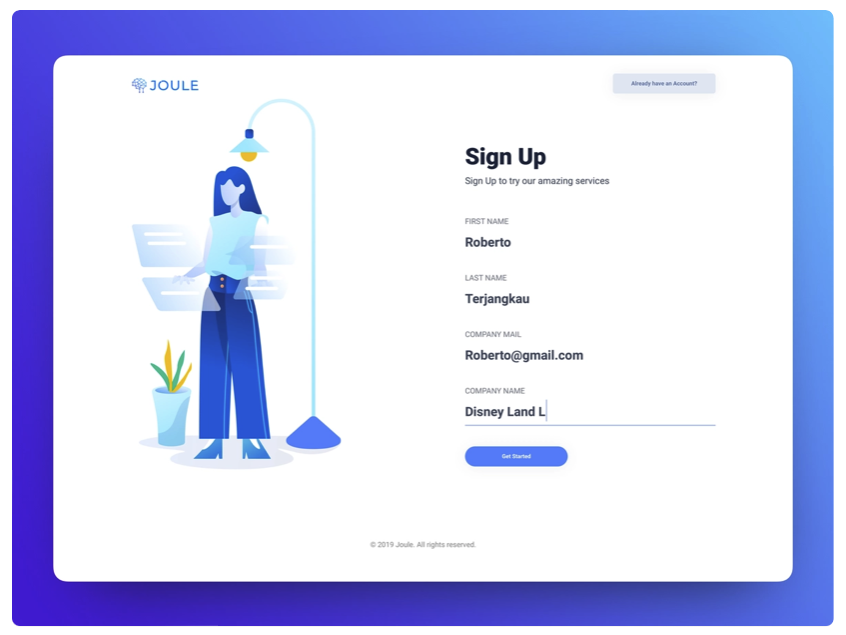 JOULE
Already have an Account?
Sign Up
Sign Up to try our amazing services
FIRST NAME
Roberto
LAST NAME
Terjangkau
COMPANY MAIL
Roberto@gmail.com
COMPANY NAME
Disney Land L
Get Started
© 2019 Joule. All rights reserved.